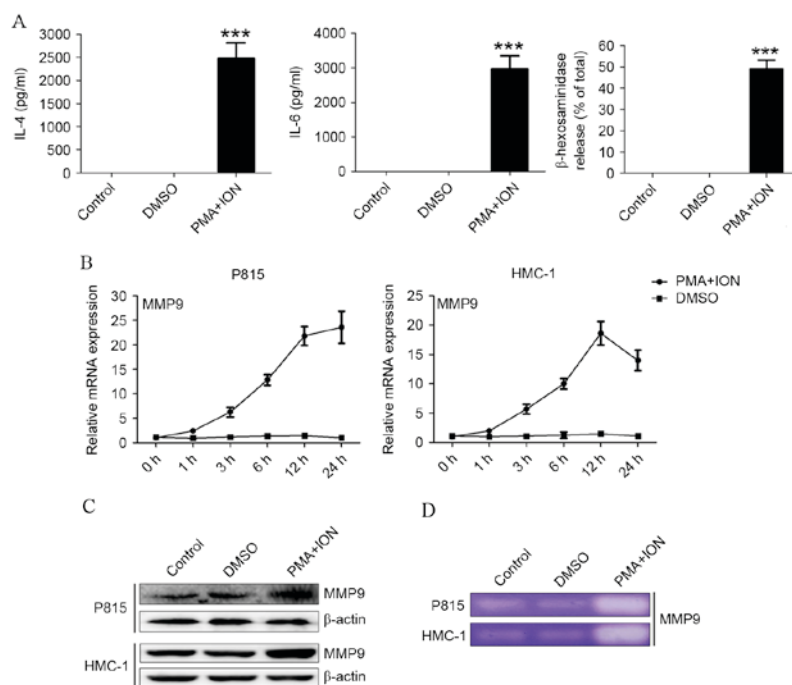 A
IL-4 (pg/ml)
3000
2500
2000
1500
1000
500
0
***
Control
DMSO
PMA+ION
IL-6 (pg/ml)
6000
4000
3000
2000
1000
0
***
Control
DMSO
PMA+ION
β-hexosaminidase
release (% of total)
60
50
40
30
20
10
0
***
Control
DMSO
PMA+ION
B
P815
MMP9
Relative mRNA expression
30
25
20
15
10
5
0
0 h
1 h
3 h
6 h
12 h
24 h
HMC-1
MMP9
Relative mRNA expression
25
20
15
10
5
0
0 h
1 h
3 h
6 h
12 h
24 h
PMA+ION
DMSO
C
Control
DMSO
PMA+ION
P815
MMP9
β-actin
HMC-1
MMP9
β-actin
D
Control
DMSO
PMA+ION
P815
HMC-1
MMP9